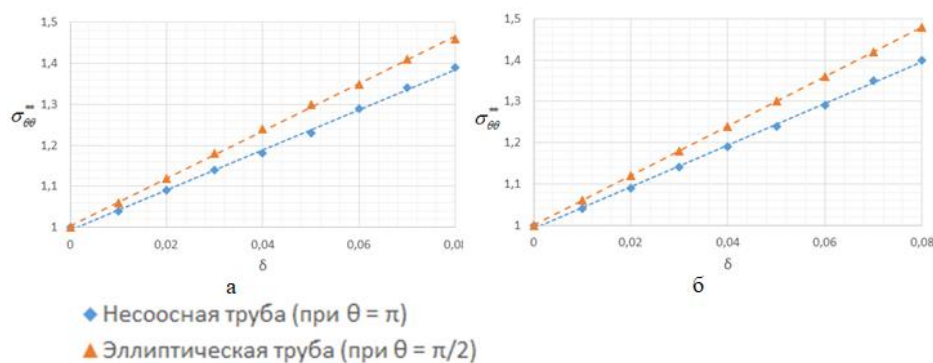 1,5
1,4
1,3
1,2
1,1
1
σθθ
0
0,02
0,04
0,06
0,08
δ
а
1,5
1,4
1,3
1,2
1,1
1
σθθ
0
0,02
0,04
0,06
0,08
δ
б
Несоосная труба (при θ = π)
Эллиптическая труба (при θ = π/2)